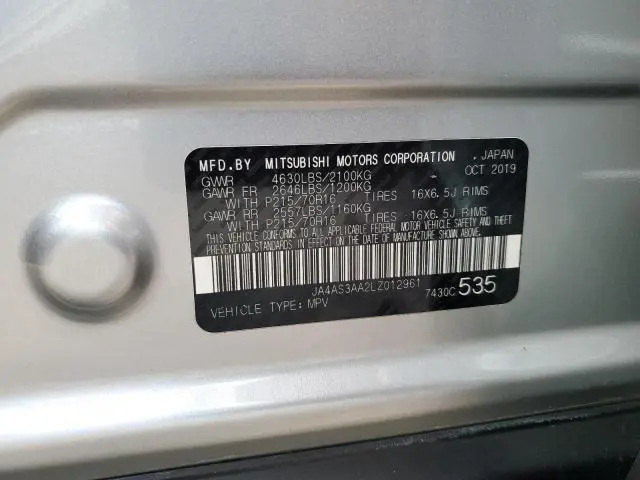 MFD.BY MITSUBISHI MOTORS CORPORATION , JAPAN
GVWR 4630LBS/2100KG OCT 2019
GAWR FR 2646LBS/1200KG
WITH P215/70R16 TIRES 16X6.5J RIMS
GAWR RR 2557LBS/1160KG
WITH P215/70R16 TIRES 16X6.5J RIMS
THIS VEHICLE CONFORMS TO ALL APPLICABLE FEDERAL MOTOR VEHICLE SAFETY AND THEFT
PREVENTION STANDARDS IN EFFECT ON THE DATE OF MANUFACTURE SHOWN ABOVE.
JA4AS3AA2LZ012961 7430C 535
VEHICLE TYPE: MPV